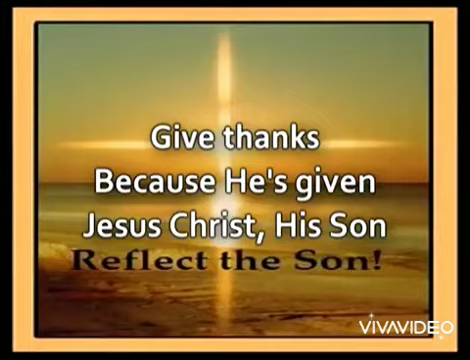 Give thanks
Because He's given
Jesus Christ, His Son
Reflect the Son!
VIVAVIDEO